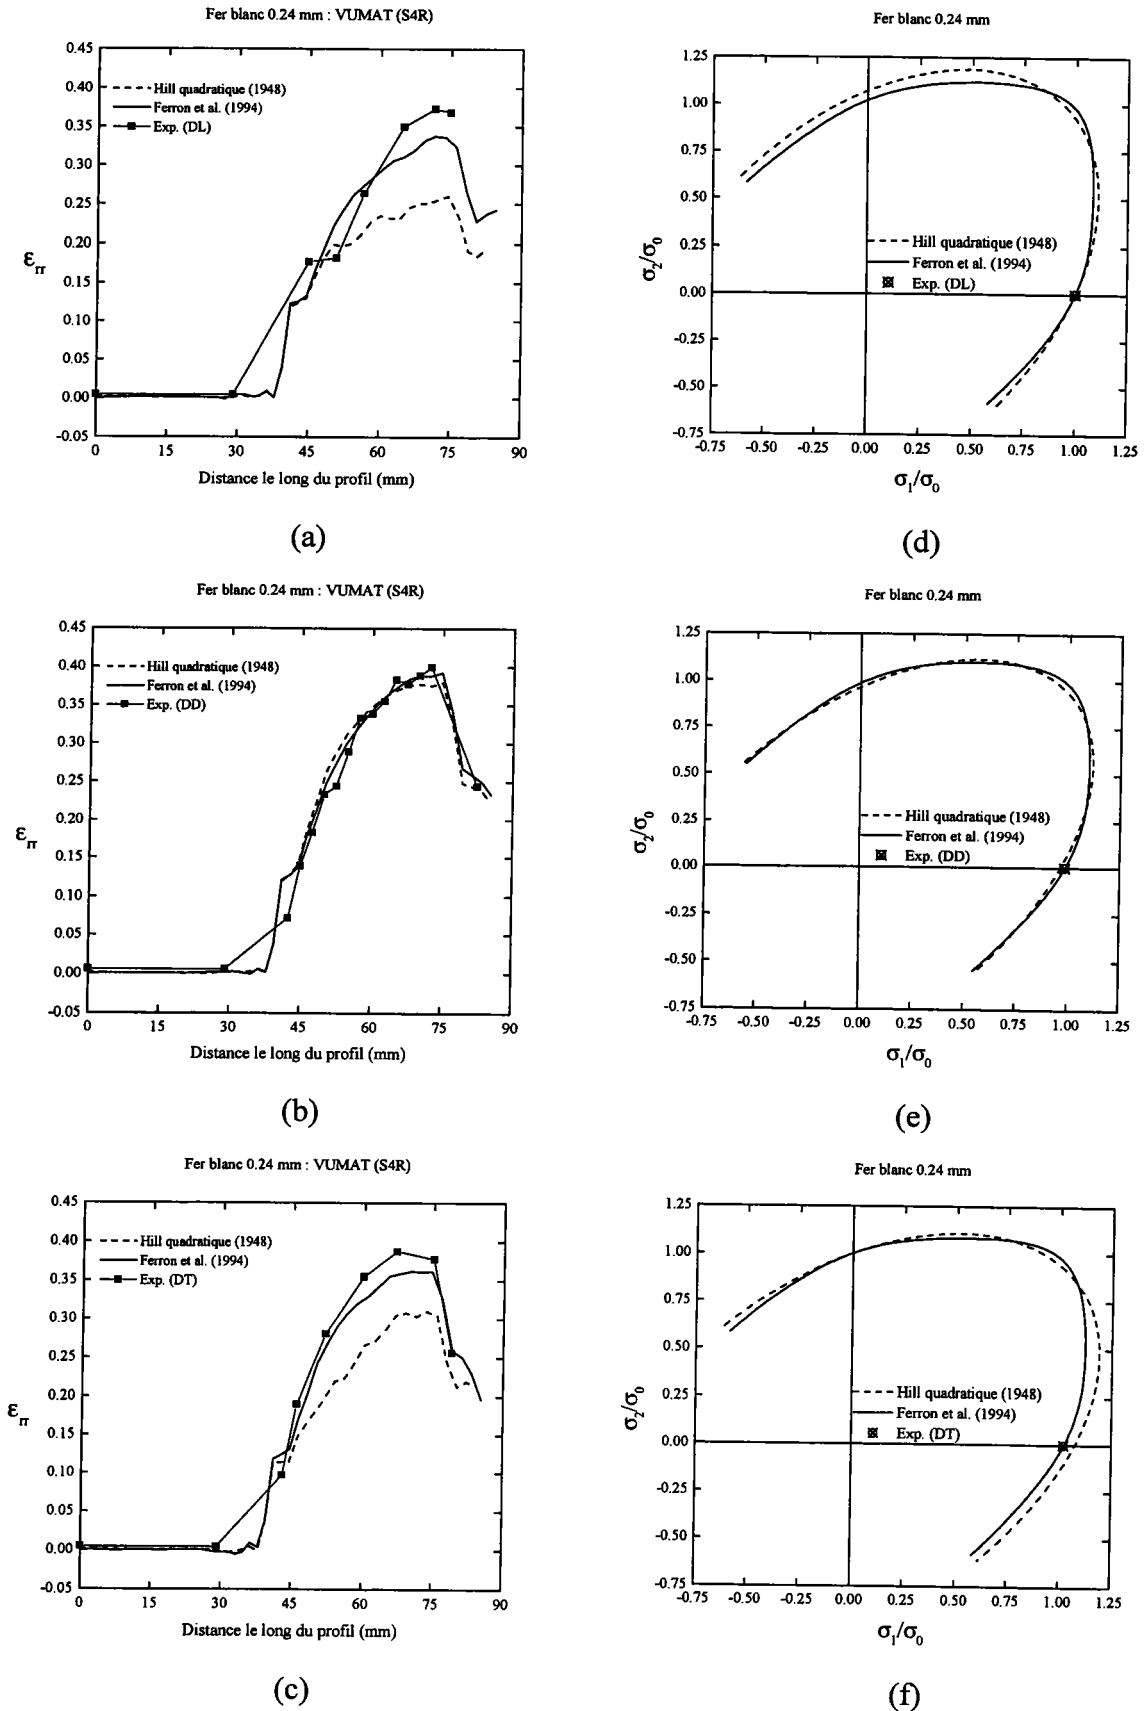 Fer blanc 0.24 mm : VUMAT (S4R)
0.45
0.40
0.35
0.30
0.25
0.20
0.15
0.10
0.05
0.00
-0.05
Hill quadratique (1948)
Ferron et al. (1994)
Exp. (DL)
εrr
0 15 30 45 60 75 90
Distance le long du profil (mm)
(a)
Fer blanc 0.24 mm
1.25
1.00
0.75
0.50
0.25
0.00
-0.25
-0.50
-0.75
Hill quadratique (1948)
Ferron et al. (1994)
Exp. (DL)
σ2/σ0
-0.75 -0.50 -0.25 0.00 0.25 0.50 0.75 1.00 1.25
σ1/σ0
(d)
Fer blanc 0.24 mm : VUMAT (S4R)
0.45
0.40
0.35
0.30
0.25
0.20
0.15
0.10
0.05
0.00
-0.05
Hill quadratique (1948)
Ferron et al. (1994)
Exp. (DD)
εrr
0 15 30 45 60 75 90
Distance le long du profil (mm)
(b)
Fer blanc 0.24 mm
1.25
1.00
0.75
0.50
0.25
0.00
-0.25
-0.50
-0.75
Hill quadratique (1948)
Ferron et al. (1994)
Exp. (DD)
σ2/σ0
-0.75 -0.50 -0.25 0.00 0.25 0.50 0.75 1.00 1.25
σ1/σ0
(e)
Fer blanc 0.24 mm : VUMAT (S4R)
0.45
0.40
0.35
0.30
0.25
0.20
0.15
0.10
0.05
0.00
-0.05
Hill quadratique (1948)
Ferron et al. (1994)
Exp. (DT)
εrr
0 15 30 45 60 75 90
Distance le long du profil (mm)
(c)
Fer blanc 0.24 mm
1.25
1.00
0.75
0.50
0.25
0.00
-0.25
-0.50
-0.75
Hill quadratique (1948)
Ferron et al. (1994)
Exp. (DT)
σ2/σ0
-0.75 -0.50 -0.25 0.00 0.25 0.50 0.75 1.00 1.25
σ1/σ0
(f)